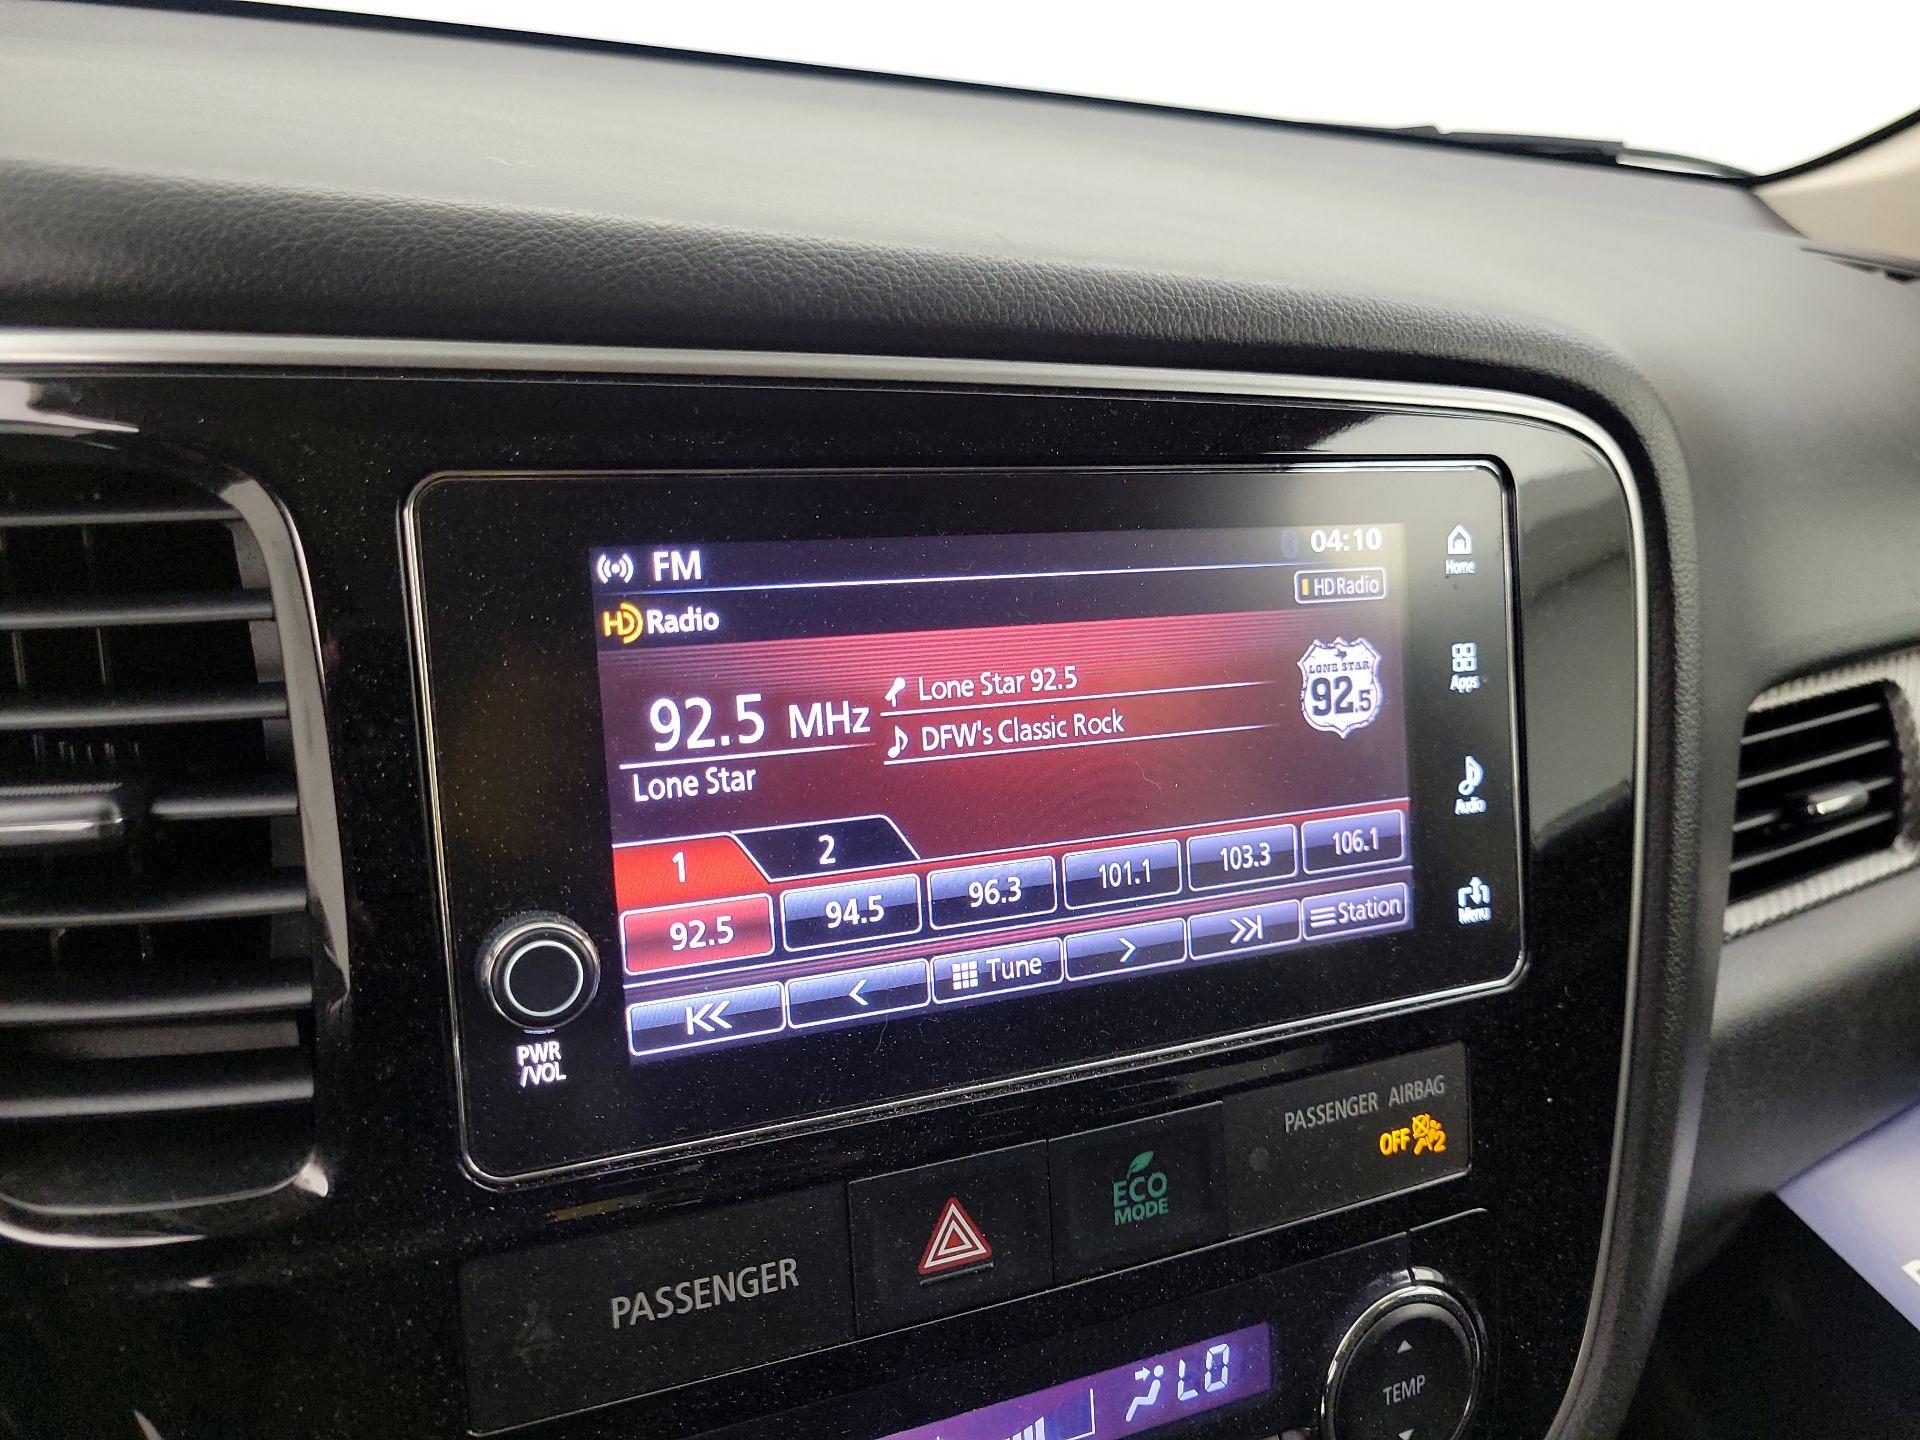 FM
04:10
HD Radio
HD Radio
92.5 MHz
Lone Star 92.5
DFW's Classic Rock
LONE STAR
92.5
Lone Star
1
2
92.5
94.5
96.3
101.1
103.3
106.1
Tune
Station
Home
Apps
Audio
Menu
PWR
/VOL
PASSENGER AIRBAG
OFF 2
ECO
MODE
PASSENGER
LO
TEMP